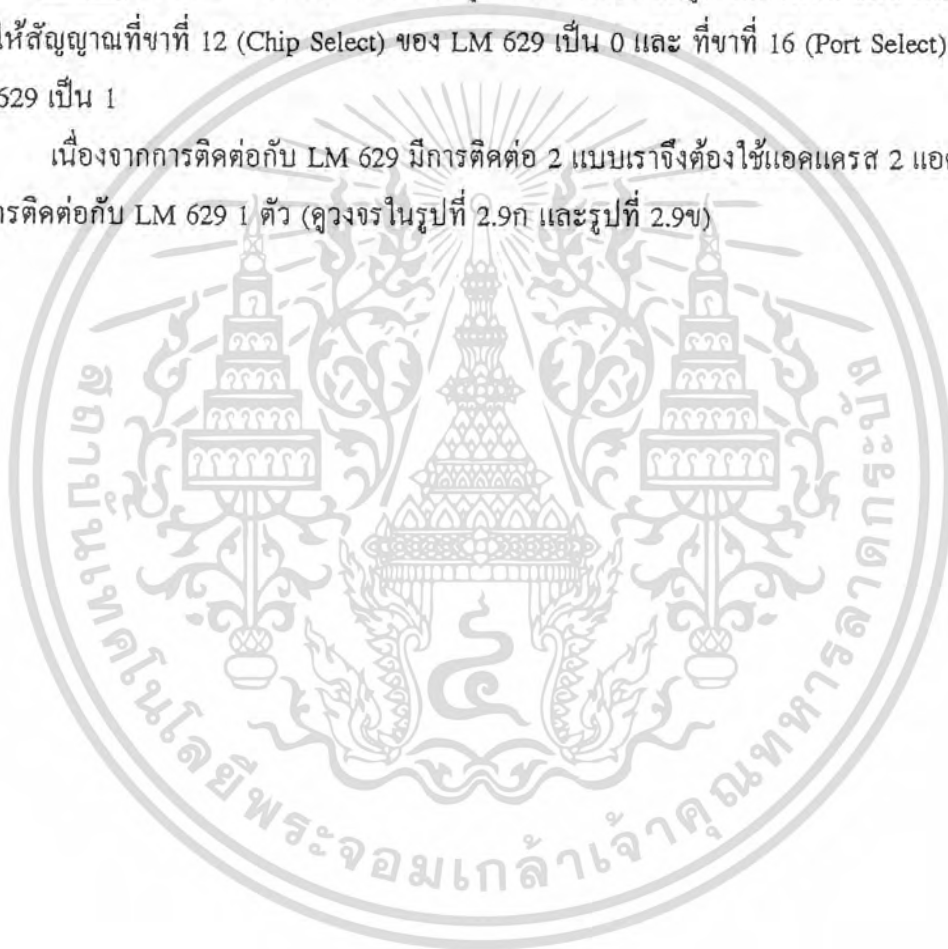 ให้สัญญาณที่ขาที่ 12 (Chip Select) ของ LM 629 เป็น 0 และ ที่ขาที่ 16 (Port Select)
629 เป็น 1
เนื่องจากการติดต่อกับ LM 629 มีการติดต่อ 2 แบบเราจึงต้องใช้แอดแดรส 2
การติดต่อกับ LM 629 1 ตัว (ดูวงจรในรูปที่ 2.9ก และรูปที่ 2.9ข)
สถาบันเทคโนโลยีพระจอมเกล้าเจ้าคุณทหารลาดกระบัง